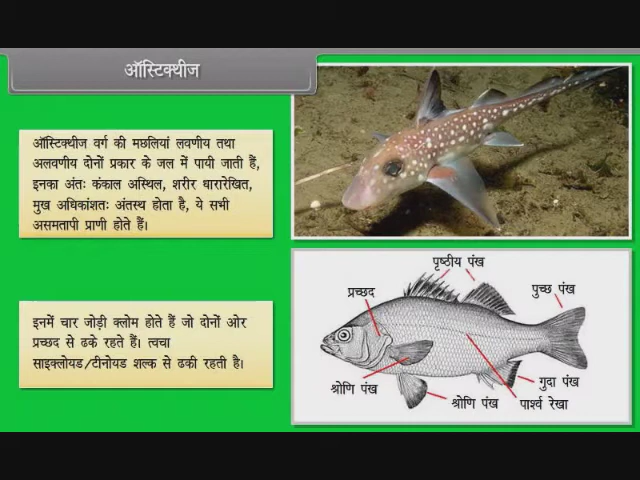 ऑस्टिक्थीज
ऑस्टिक्थीज वर्ग की मछलियां लवणीय तथा
अलवणीय दोनों प्रकार के जल में पायी जाती हैं,
इनका अंतः कंकाल अस्थिल, शरीर धारारेखित,
मुख अधिकांशतः अंतस्थ होता है, ये सभी
असमतापी प्राणी होते हैं।
इनमें चार जोड़ी क्लोम होते हैं जो दोनों ओर
प्रच्छद से ढके रहते हैं। त्वचा
साइक्लोयड/टीनोयड शल्क से ढकी रहती है।
पृष्ठीय पंख
प्रच्छद
पुच्छ पंख
श्रोणि पंख
श्रोणि पंख
गुदा पंख
पार्श्व रेखा